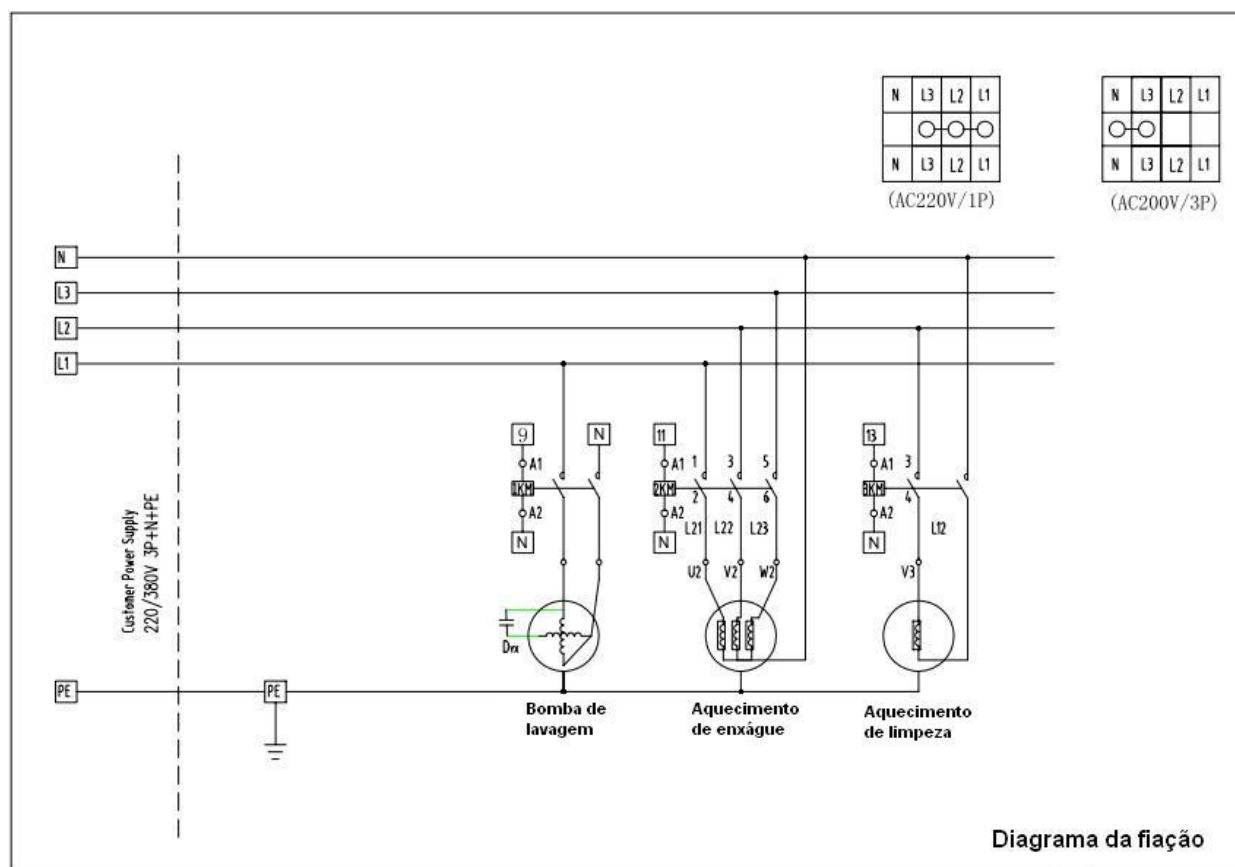 N L3 L2 L1
N L3 L2 L1
(AC220V/1P)
N L3 L2 L1
N L3 L2 L1
(AC200V/3P)
N
L3
L2
L1
Customer Power Supply
220/380V 3P+N+PE
9
N
A1
1KM
A2
N
11
A1
2KM
A2
N
1 3 5
2 4 6
L21 L22 L23
U2 V2 W2
13
A1
3KM
A2
N
3
4
L12
V3
PE
PE
Bomba de
lavagem
Aquecimento
de enxágue
Aquecimento
de limpeza
Diagrama da fiação